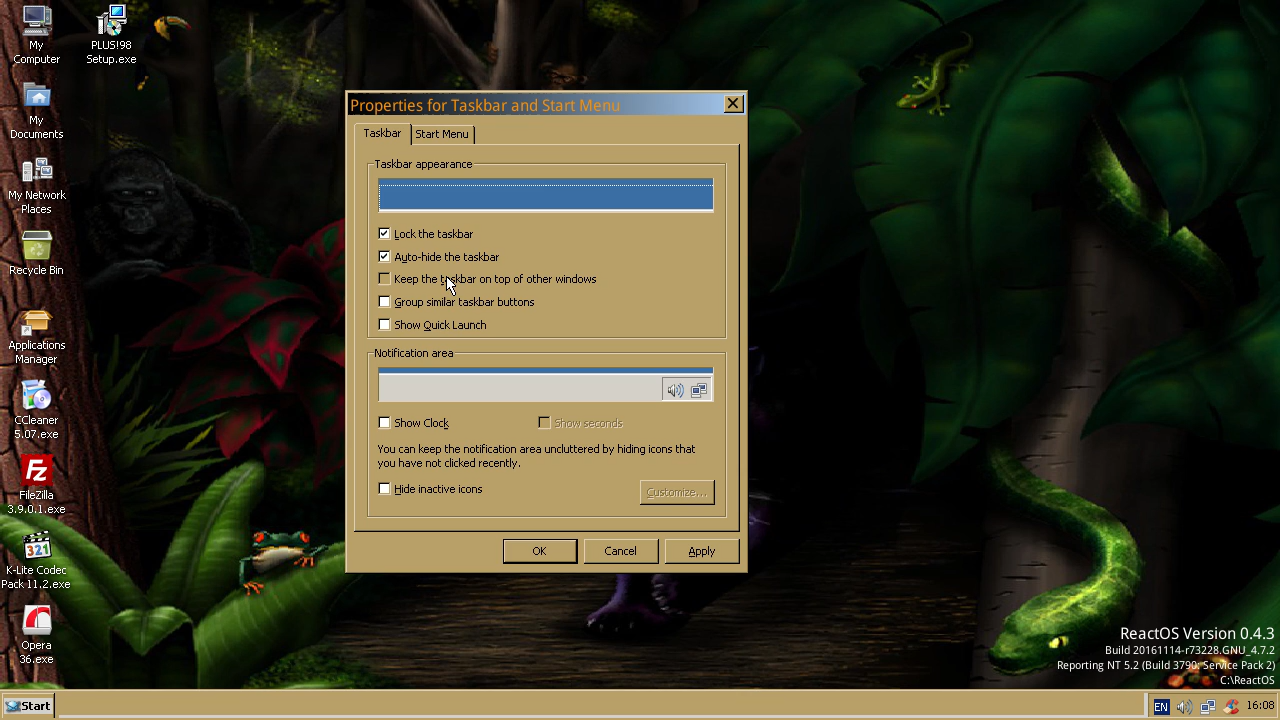 My
Computer
PLUS!98
Setup.exe
My
Documents
My Network
Places
Recycle Bin
Applications
Manager
CCleaner
5.07.exe
Fz
FileZilla
3.9.0.1.exe
321
K-Lite Codec
Pack 11.2.exe
Opera
36.exe
Properties for Taskbar and Start Menu
Taskbar
Start Menu
Taskbar appearance
Lock the taskbar
Auto-hide the taskbar
Keep the taskbar on top of other windows
Group similar taskbar buttons
Show Quick Launch
Notification area
Show Clock
Show seconds
You can keep the notification area uncluttered by hiding icons that
you have not clicked recently.
Hide inactive icons
Customize...
OK
Cancel
Apply
ReactOS Version 0.4.3
Build 20161114-r73228.GNU_4.7.2
Reporting NT 5.2 (Build 3790: Service Pack 2)
C:\ReactOS
Start
EN
16:08